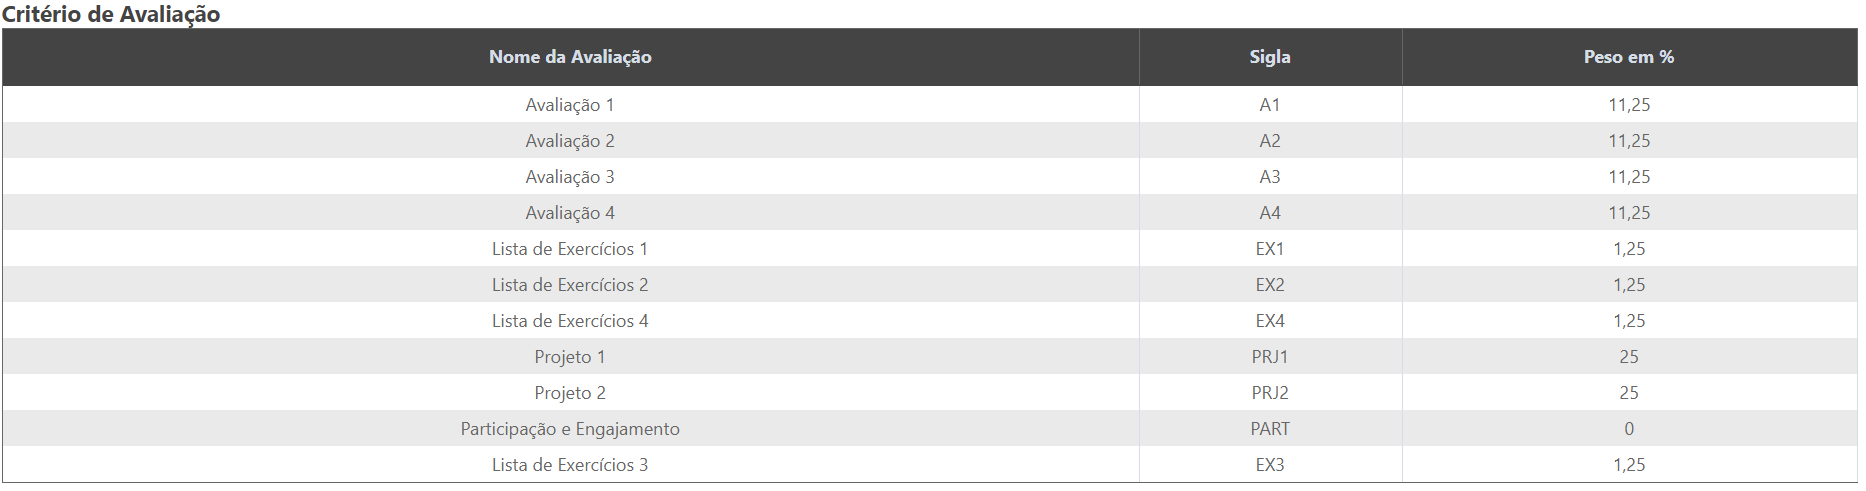 Critério de Avaliação
Nome da Avaliação Sigla Peso em %
Avaliação 1 A1 11,25
Avaliação 2 A2 11,25
Avaliação 3 A3 11,25
Avaliação 4 A4 11,25
Lista de Exercícios 1 EX1 1,25
Lista de Exercícios 2 EX2 1,25
Lista de Exercícios 4 EX4 1,25
Projeto 1 PRJ1 25
Projeto 2 PRJ2 25
Participação e Engajamento PART 0
Lista de Exercícios 3 EX3 1,25